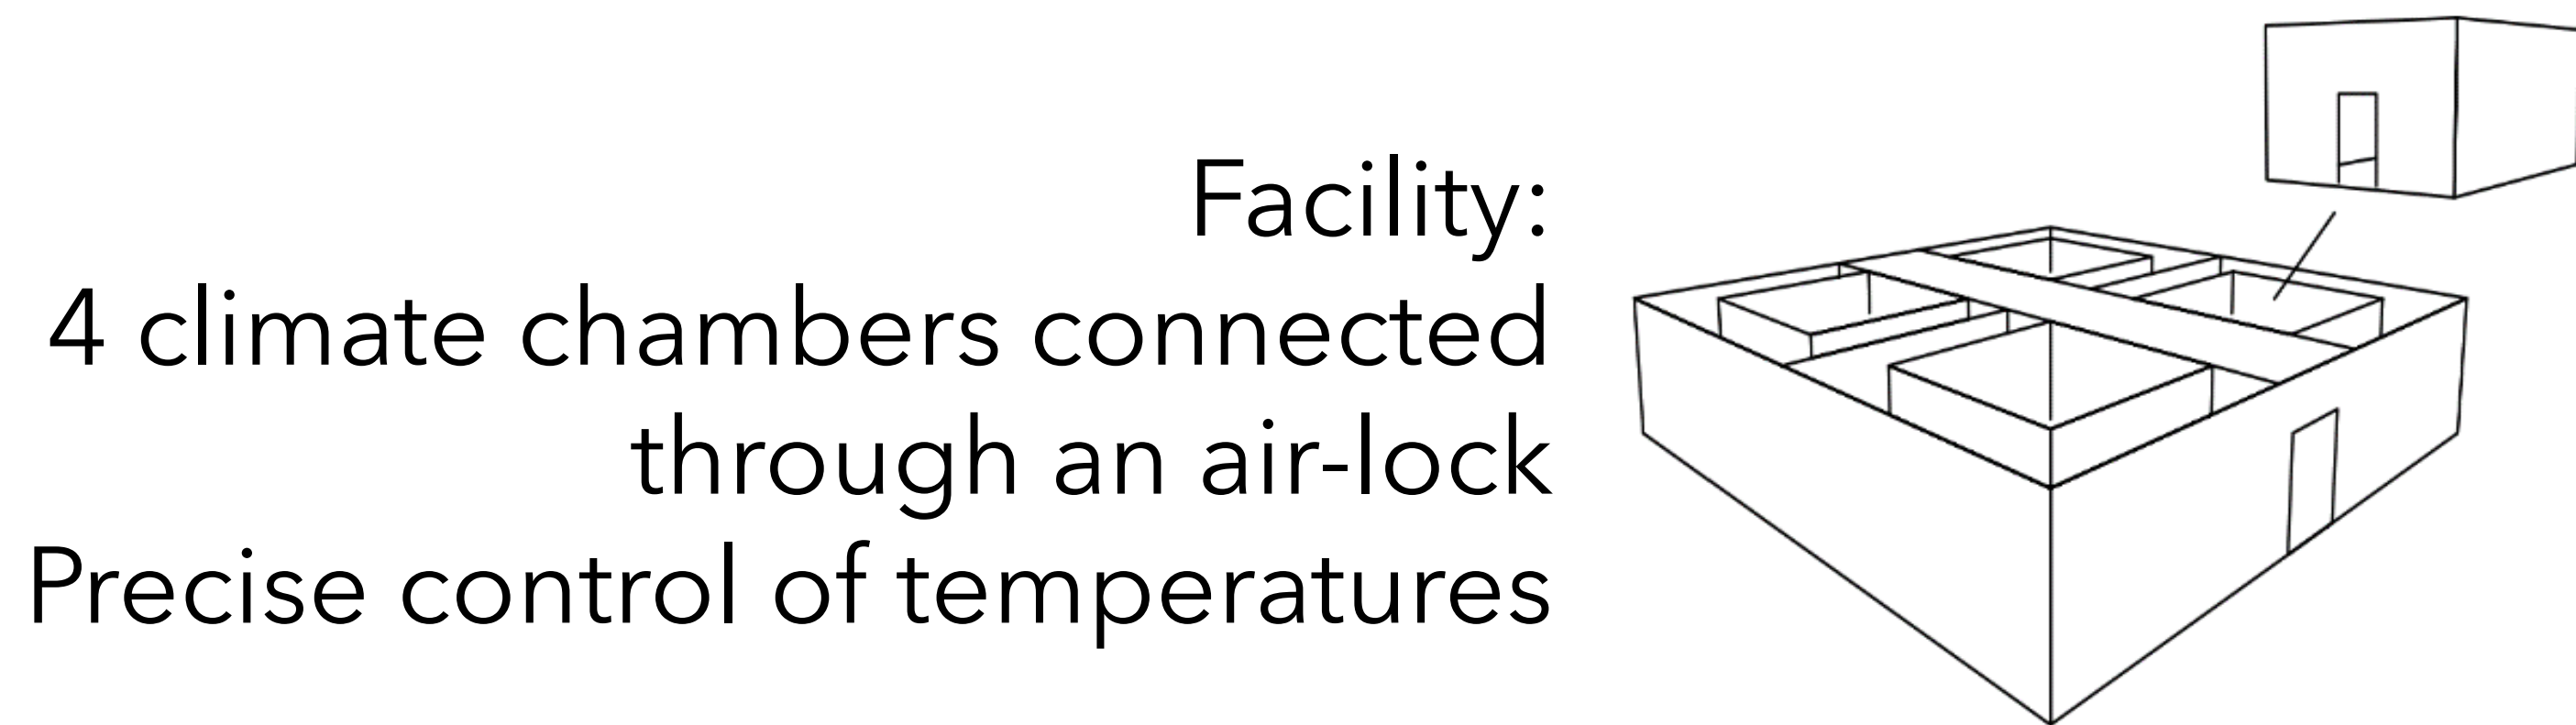 Facility:
4 climate chambers connected
through an air-lock
Precise control of temperatures